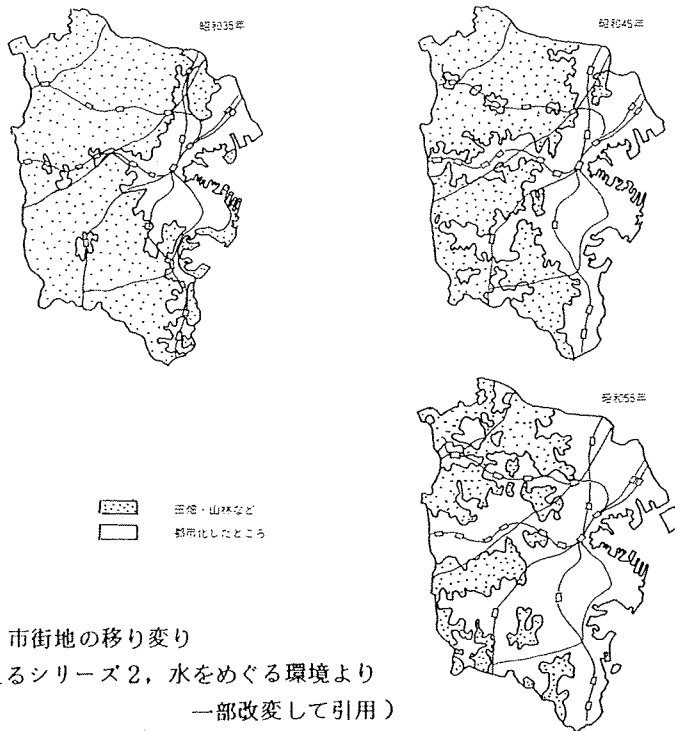 昭和35年
昭和45年
昭和55年
田畑・山林など
都市化したところ
市街地の移り変り
るシリーズ2,水をめぐる環境より
一部改変して引用)